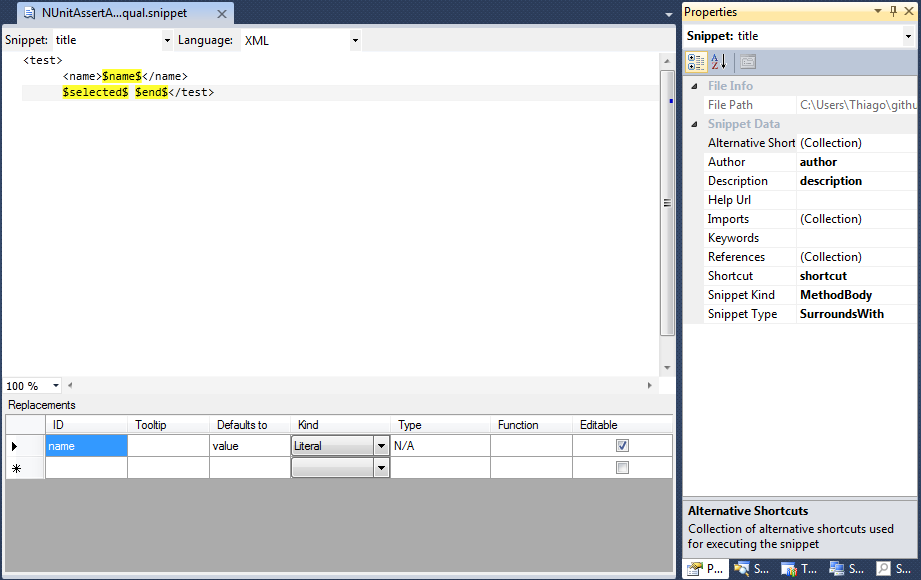 NUnitAssertA...qual.snippet
Snippet: title Language: XML
<test>
<name>$name$</name>
$selected$ $end$</test>
100 %
Replacements
ID Tooltip Defaults to Kind Type Function Editable
name value Literal N/A
Properties
Snippet: title
File Info
File Path C:\Users\Thiago\githu
Snippet Data
Alternative Short (Collection)
Author author
Description description
Help Url
Imports (Collection)
Keywords
References (Collection)
Shortcut shortcut
Snippet Kind MethodBody
Snippet Type SurroundsWith
Alternative Shortcuts
Collection of alternative shortcuts used
for executing the snippet
P... S... T... S... S...